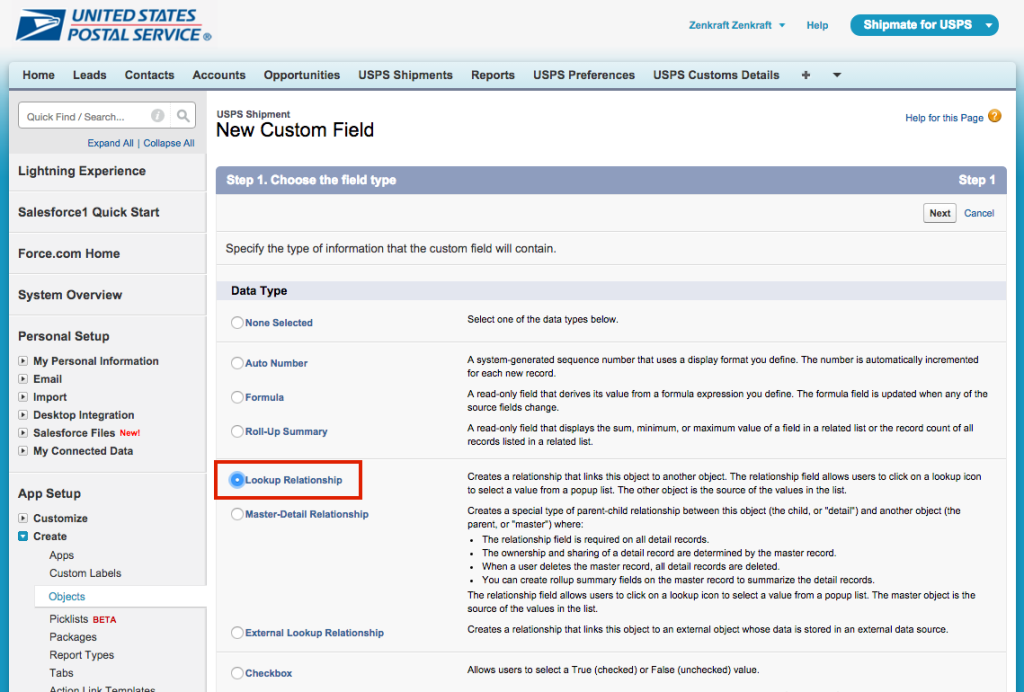 UNITED STATES
POSTAL SERVICE®
Zenkraft Zenkraft
Help
Shipmate for USPS
Home
Leads
Contacts
Accounts
Opportunities
USPS Shipments
Reports
USPS Preferences
USPS Customs Details
+
Quick Find / Search...
Expand All | Collapse All
Lightning Experience
Salesforce1 Quick Start
Force.com Home
System Overview
Personal Setup
My Personal Information
Email
Import
Desktop Integration
Salesforce Files New!
My Connected Data
App Setup
Customize
Create
Apps
Custom Labels
Objects
Picklists BETA
Packages
Report Types
Tabs
Action Link Templates
USPS Shipment
New Custom Field
Help for this Page ?
Step 1. Choose the field type
Step 1
Next
Cancel
Specify the type of information that the custom field will contain.
Data Type
None Selected
Select one of the data types below.
Auto Number
A system-generated sequence number that uses a display format you define. The number is automatically incremented
for each new record.
Formula
A read-only field that derives its value from a formula expression you define. The formula field is updated when any of the
source fields change.
Roll-Up Summary
A read-only field that displays the sum, minimum, or maximum value of a field in a related list or the record count of all
records listed in a related list.
Lookup Relationship
Creates a relationship that links this object to another object. The relationship field allows users to click on a lookup icon
to select a value from a popup list. The other object is the source of the values in the list.
Master-Detail Relationship
Creates a special type of parent-child relationship between this object (the child, or "detail") and another object (the
parent, or "master") where:
• The relationship field is required on all detail records.
• The ownership and sharing of a detail record are determined by the master record.
• When a user deletes the master record, all detail records are deleted.
• You can create rollup summary fields on the master record to summarize the detail records.
The relationship field allows users to click on a lookup icon to select a value from a popup list. The master object is the
source of the values in the list.
External Lookup Relationship
Creates a relationship that links this object to an external object whose data is stored in an external data source.
Checkbox
Allows users to select a True (checked) or False (unchecked) value.